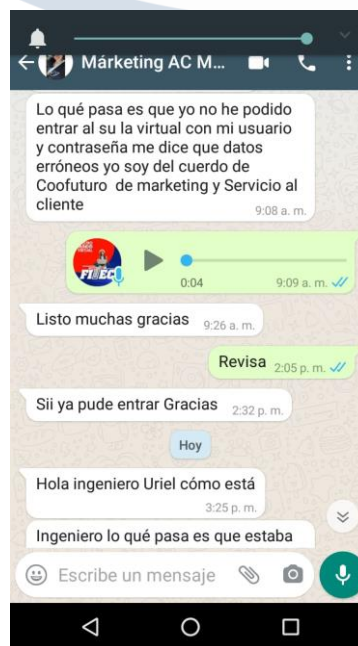 Márketing AC M...
Lo qué pasa es que yo no he podido
entrar al su la virtual con mi usuario
y contraseña me dice que datos
erróneos yo soy del cuerdo de
Coofuturo de marketing y Servicio al
cliente
9:08 a. m.
0:04
9:09 a. m.
Listo muchas gracias
9:26 a. m.
Revisa
2:05 p. m.
Sii ya pude entrar Gracias
2:32 p. m.
Hoy
Hola ingeniero Uriel cómo está
3:25 p. m.
Ingeniero lo qué pasa es que estaba
Escribe un mensaje